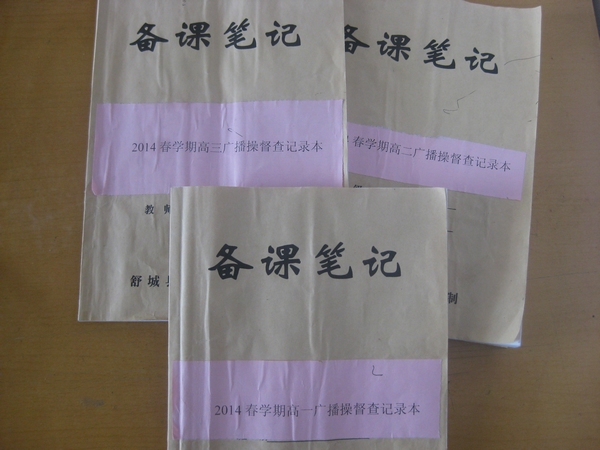 备课笔记
2014春学期高三广播操督查记录本
教师
舒城县
备课笔记
春学期高二广播操督查记录本
制
备课笔记
2014春学期高一广播操督查记录本